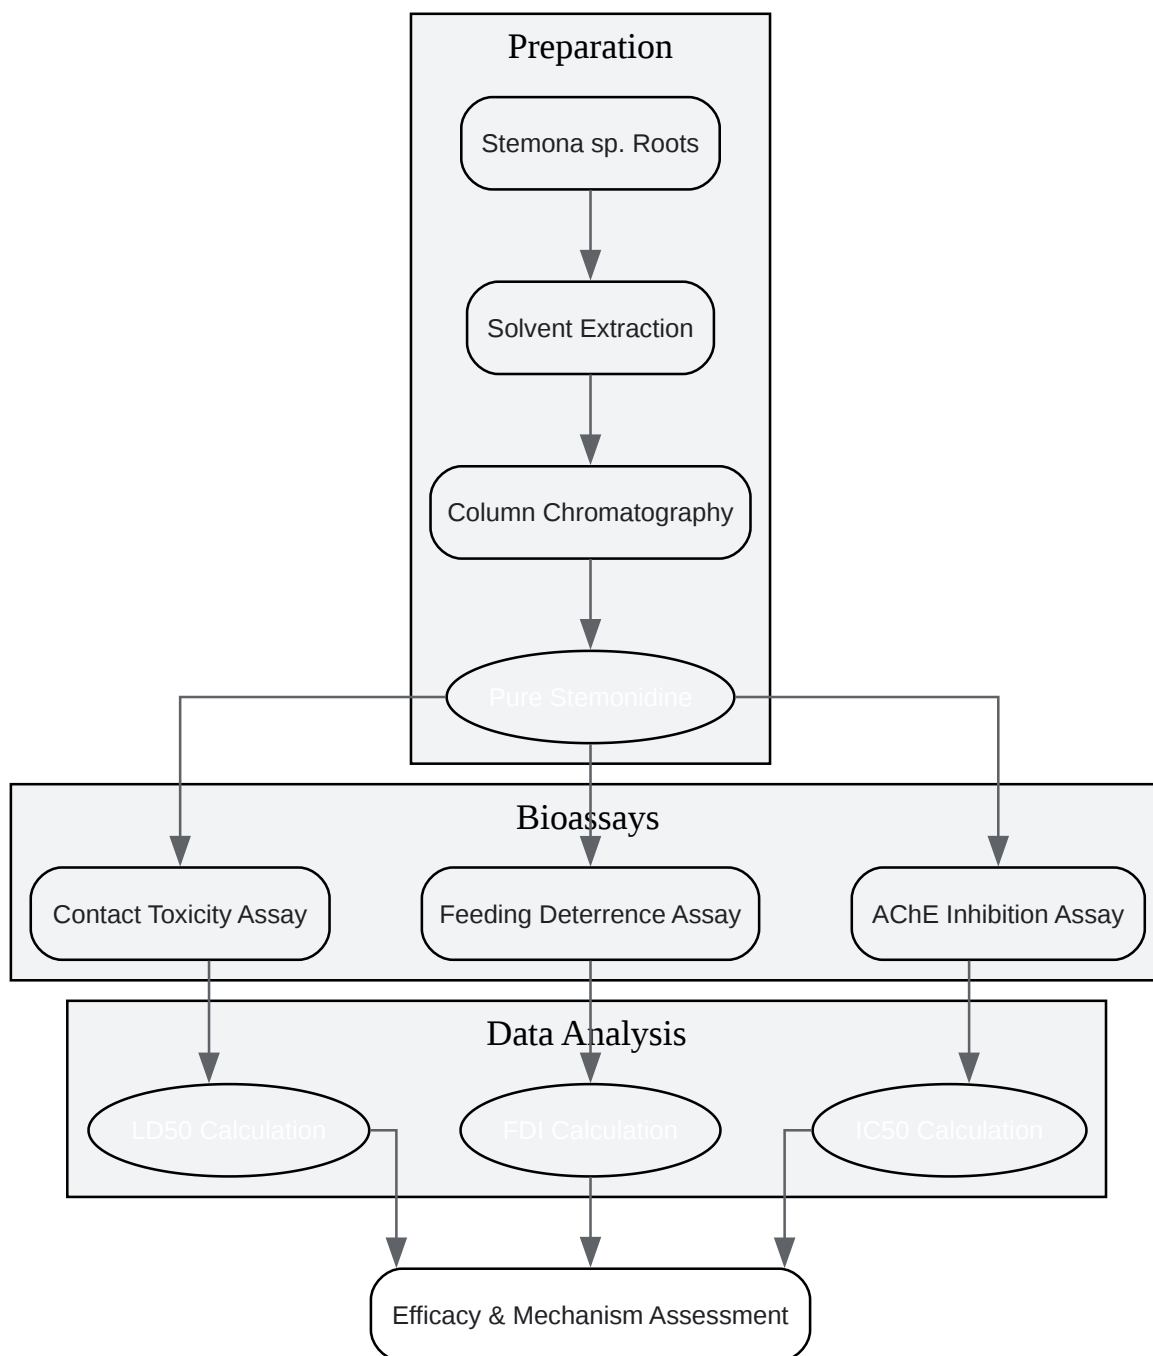 Preparation
Stemona sp. Roots
Solvent Extraction
Column Chromatography
Pure Stemonidine
Bioassays
Contact Toxicity Assay
Feeding Deterrence Assay
AChE Inhibition Assay
Data Analysis
LD50 Calculation
FDI Calculation
IC50 Calculation
Efficacy & Mechanism Assessment